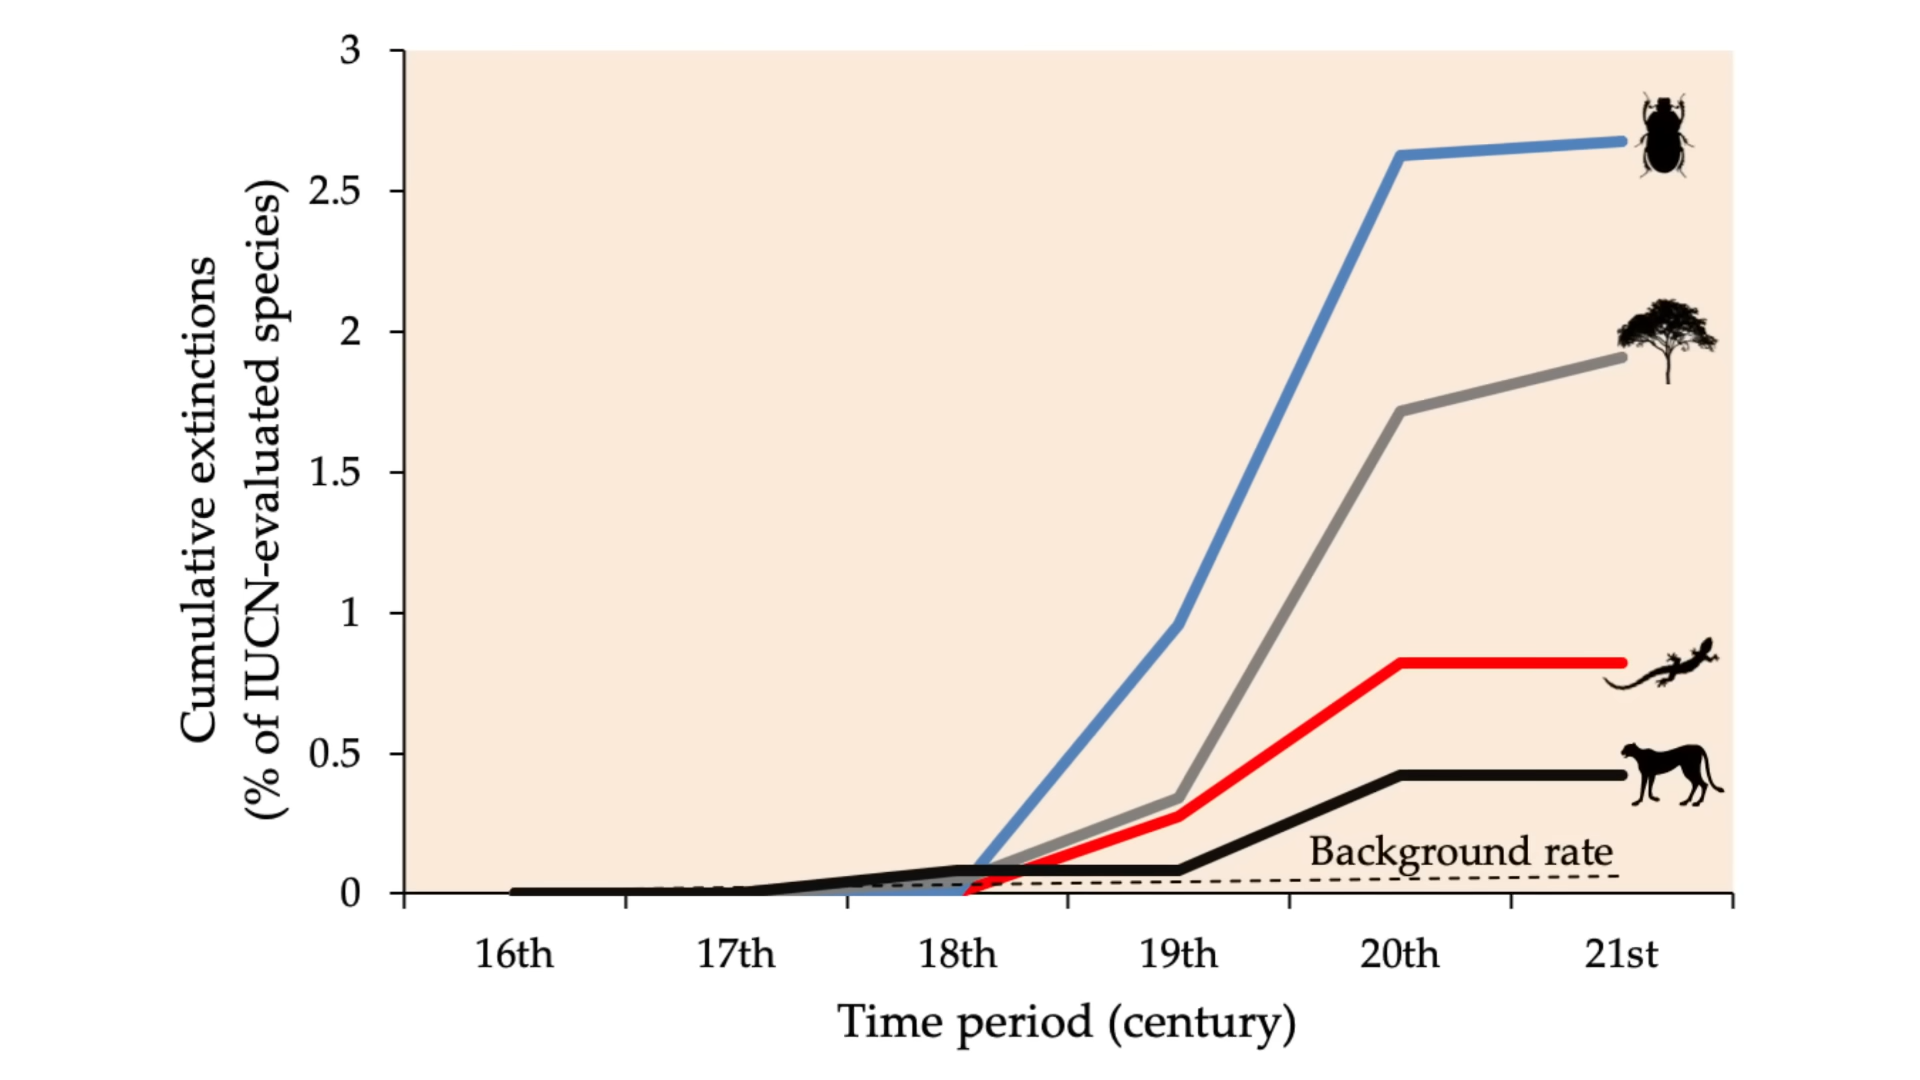 3
2.5
2
1.5
1
0.5
0
Cumulative extinctions
(% of IUCN-evaluated species)
Background rate
16th 17th 18th 19th 20th 21st
Time period (century)